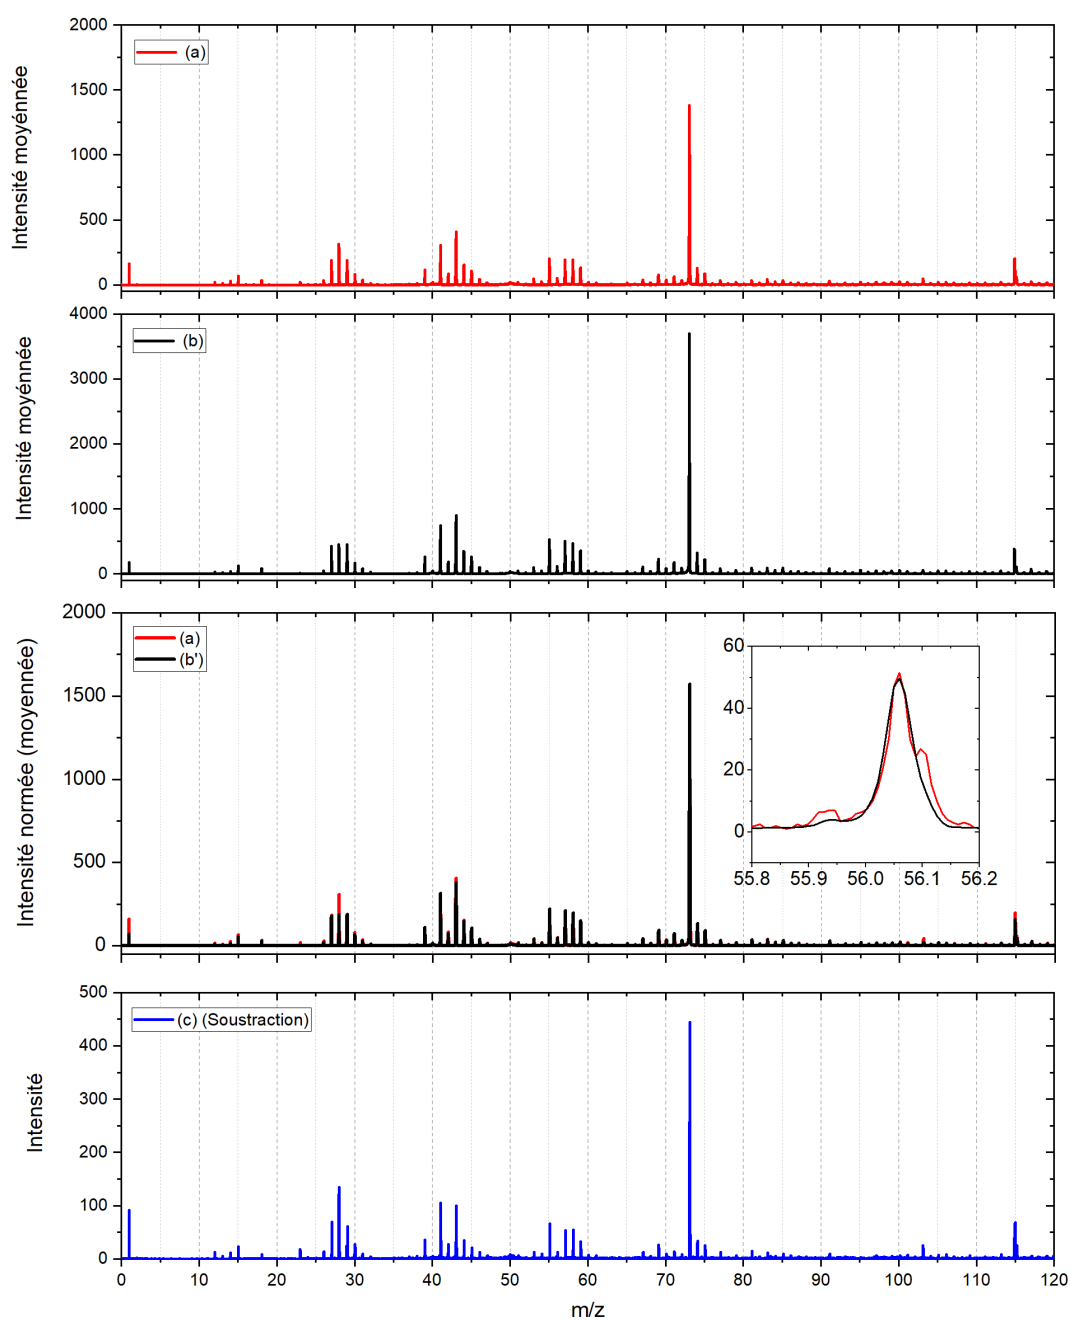 2000
1500
1000
500
0
Intensité moyénnée
(a)
4000
3000
2000
1000
0
Intensité moyénnée
(b)
2000
1500
1000
500
0
Intensité normée (moyennée)
(a)
(b')
60
40
20
0
55.8 55.9 56.0 56.1 56.2
500
400
300
200
100
0
Intensité
(c) (Soustraction)
0 10 20 30 40 50 60 70 80 90 100 110 120
m/z